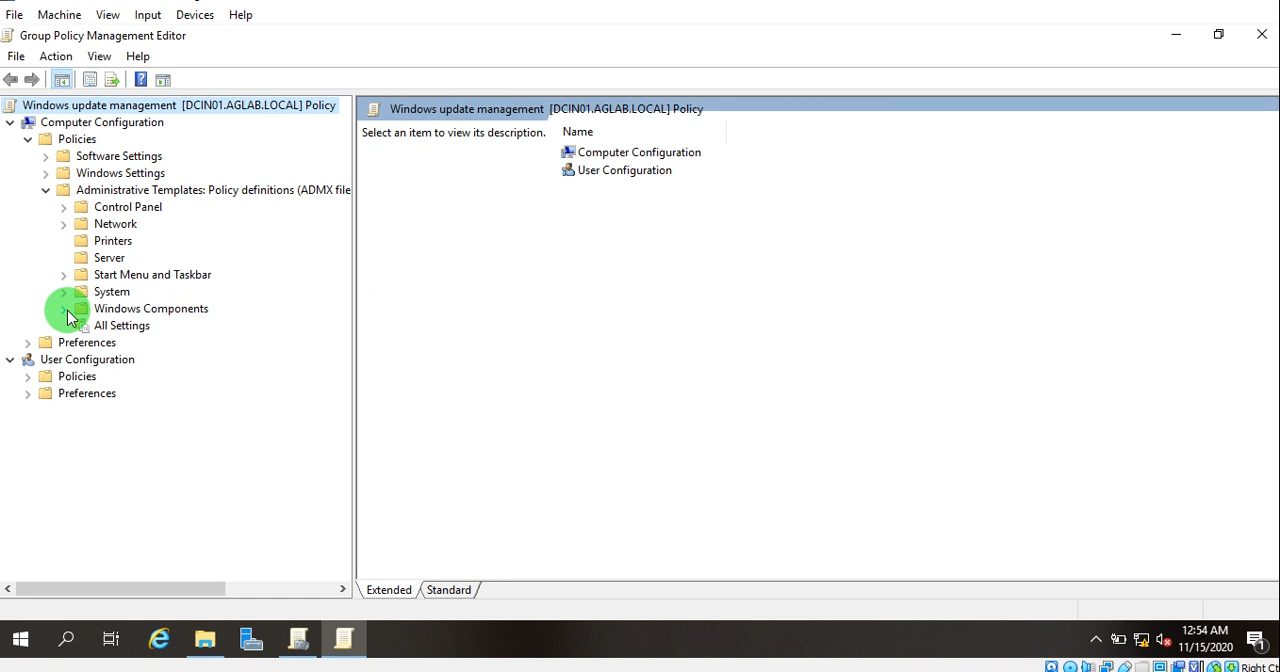 File Machine View Input Devices Help
Group Policy Management Editor
File Action View Help
Windows update management [DCIN01.AGLAB.LOCAL] Policy
Computer Configuration
Policies
Software Settings
Windows Settings
Administrative Templates: Policy definitions (ADMX file
Control Panel
Network
Printers
Server
Start Menu and Taskbar
System
Windows Components
All Settings
Preferences
User Configuration
Policies
Preferences
Windows update management [DCIN01.AGLAB.LOCAL] Policy
Select an item to view its description.
Name
Computer Configuration
User Configuration
Extended Standard
12:54 AM
11/15/2020
1
Right Ct